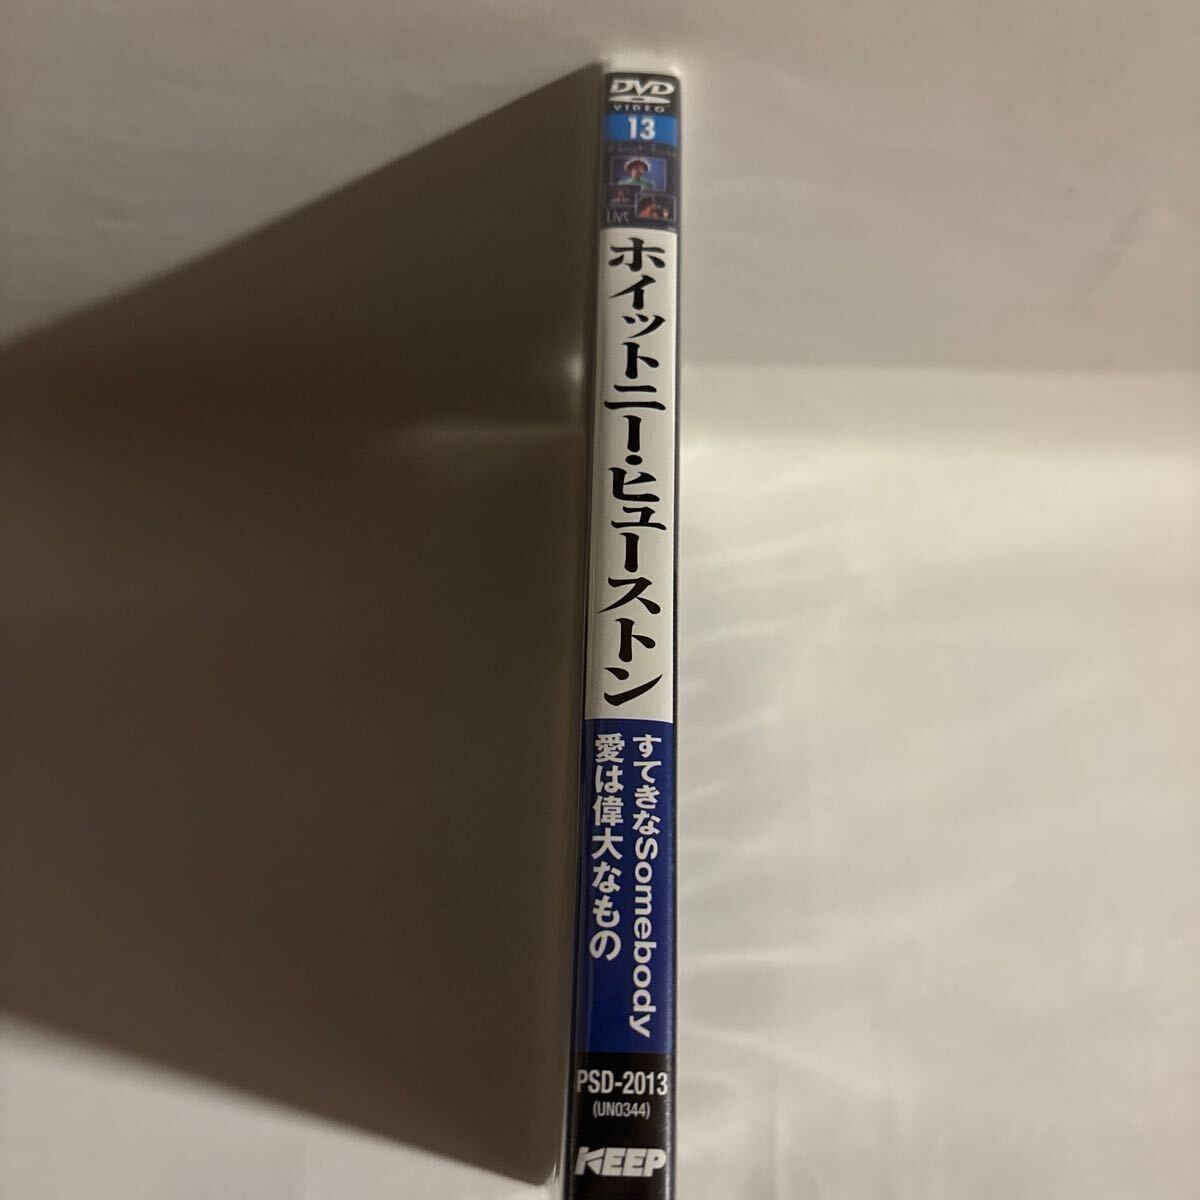 DVD
VIDEO
13
LIVE
ホイットニー・ヒューストン
すてきなSomebody
愛は偉大なもの
PSD-2013
(UN0344)
KEEP